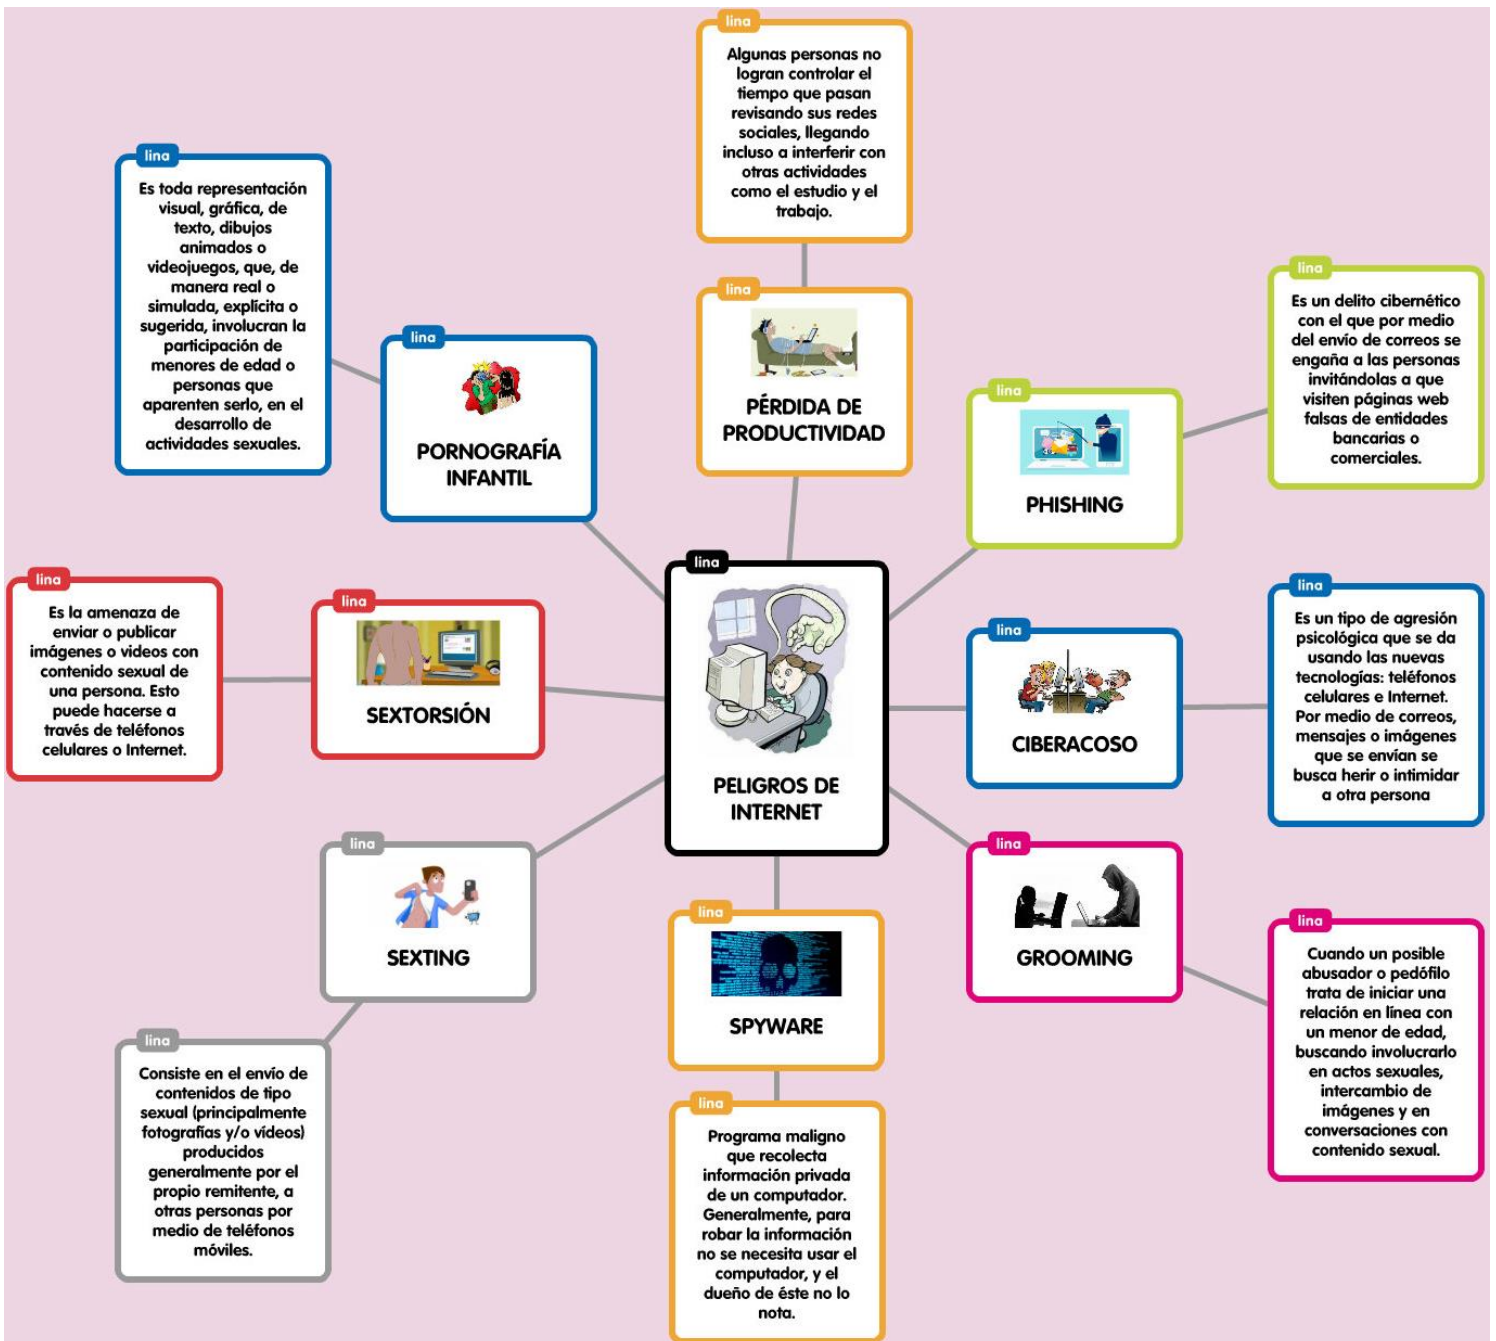 lina
Algunas personas no
logran controlar el
tiempo que pasan
revisando sus redes
sociales, llegando
incluso a interferir con
otras actividades
como el estudio y el
trabajo.
lina
PÉRDIDA DE
PRODUCTIVIDAD
lina
Es toda representación
visual, gráfica, de
texto, dibujos
animados o
videojuegos, que, de
manera real o
simulada, explícita o
sugerida, involucran la
participación de
menores de edad o
personas que
aparenten serlo, en el
desarrollo de
actividades sexuales.
lina
PORNOGRAFÍA
INFANTIL
lina
PHISHING
lina
Es un delito cibernético
con el que por medio
del envío de correos se
engaña a las personas
invitándolas a que
visiten páginas web
falsas de entidades
bancarias o
comerciales.
lina
Es la amenaza de
enviar o publicar
imágenes o videos con
contenido sexual de
una persona. Esto
puede hacerse a
través de teléfonos
celulares o Internet.
lina
SEXTORSIÓN
lina
PELIGROS DE
INTERNET
lina
CIBERACOSO
lina
Es un tipo de agresión
psicológica que se da
usando las nuevas
tecnologías: teléfonos
celulares e Internet.
Por medio de correos,
mensajes o imágenes
que se envían se
busca herir o intimidar
a otra persona
lina
SEXTING
lina
Consiste en el envío de
contenidos de tipo
sexual (principalmente
fotografías y/o vídeos)
producidos
generalmente por el
propio remitente, a
otras personas por
medio de teléfonos
móviles.
lina
SPYWARE
lina
Programa maligno
que recolecta
información privada
de un computador.
Generalmente, para
robar la información
no se necesita usar el
computador, y el
dueño de éste no lo
nota.
lina
GROOMING
lina
Cuando un posible
abusador o pedófilo
trata de iniciar una
relación en línea con
un menor de edad,
buscando involucrarlo
en actos sexuales,
intercambio de
imágenes y en
conversaciones con
contenido sexual.